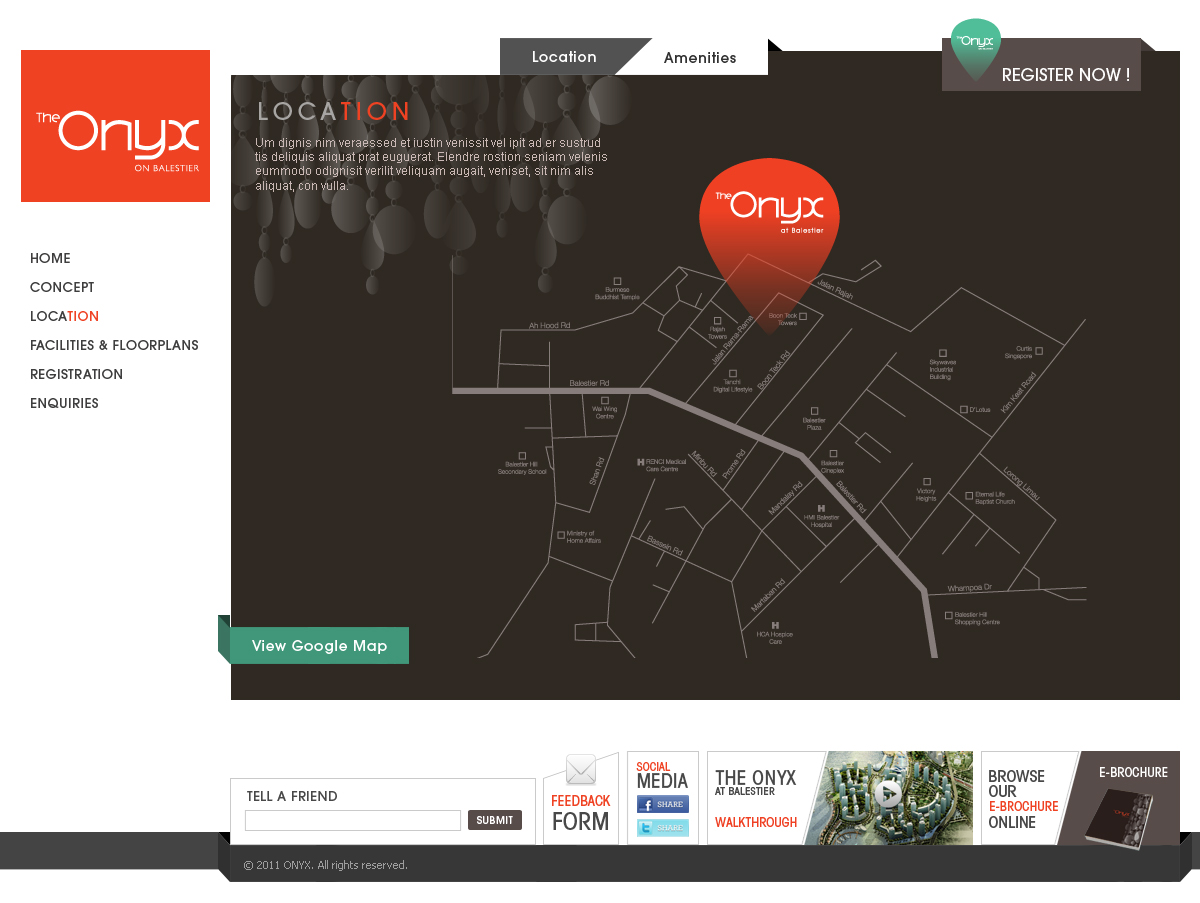 The Onyx
ON BALESTIER
HOME
CONCEPT
LOCATION
FACILITIES & FLOORPLANS
REGISTRATION
ENQUIRIES
Location
Amenities
The Onyx
REGISTER NOW !
LOCATION
Um dignis nim veraessed et iustin venissit vel ipit ad er sustrud
tis deliquis aliquat prat euguerat. Elendre rostion seniam velenis
eummodo odignisit verilit veliquam augait, veniset, sit nim alis
aliquat, con vulla.
The Onyx
at Balestier
Jalan Rajah
Burmese
Buddhist Temple
Ah Hood Rd
Rajah
Towers
Jalan Rama-Rama
Boon Teck
Towers
Boon Teck Rd
Tenchi
Digital Lifestyle
Skywaves
Industrial
Building
Curtis
Singapore
Kim Keat Road
Balestier Rd
Wai Wing
Centre
Balestier
Plaza
D'Lotus
Balestier Hill
Secondary School
Shan Rd
RENCI Medical
Care Centre
Minbu Rd
Prome Rd
Balestier
Cineplex
Mandalay Rd
Balestier Rd
HMI Balestier
Hospital
Victory
Heights
Eternal Life
Baptist Church
Lorong Limau
Ministry of
Home Affairs
Bassein Rd
Martaban Rd
Whampoa Dr
Balestier Hill
Shopping Centre
HCA Hospice
Care
View Google Map
TELL A FRIEND
SUBMIT
FEEDBACK
FORM
SOCIAL
MEDIA
SHARE
SHARE
THE ONYX
AT BALESTIER
WALKTHROUGH
BROWSE
OUR
E-BROCHURE
ONLINE
E-BROCHURE
© 2011 ONYX. All rights reserved.